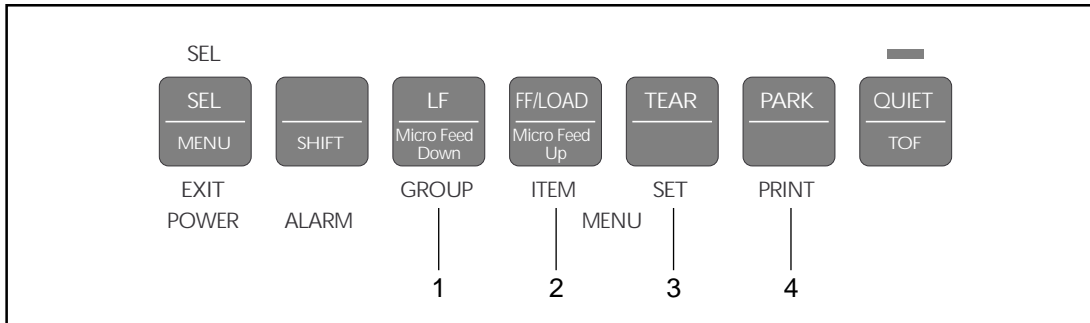 SEL
SEL
MENU
SHIFT
LF
Micro Feed
Down
FF/LOAD
Micro Feed
Up
TEAR
PARK
QUIET
TOF
EXIT
GROUP
ITEM
SET
PRINT
POWER
ALARM
MENU
1
2
3
4